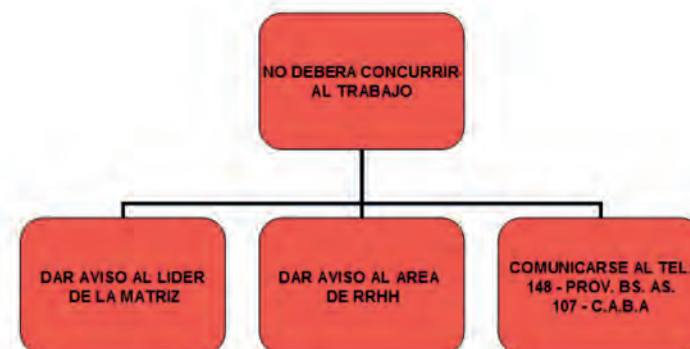 NO DEBERA CONCURRIR
AL TRABAJO
DAR AVISO AL LIDER
DE LA MATRIZ
DAR AVISO AL AREA
DE RRHH
COMUNICARSE AL TEL
148 - PROV. BS. AS.
107 - C.A.B.A